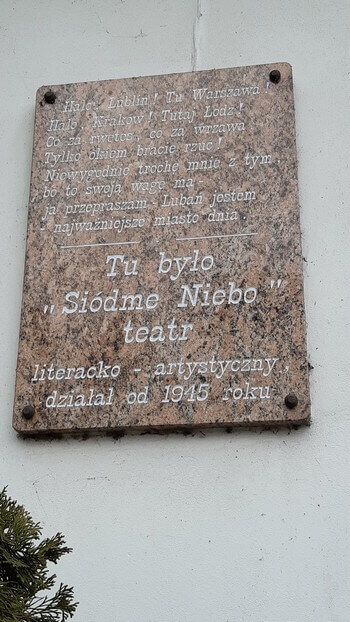 Halo, Lublin! Tu Warszawa!
Halo, Kraków! Tutaj Łódź!
Co za rwetes, co za wrzawa
Tylko okiem bracie rzuć!
Niewygodnie trochę mnie z tym,
bo to swoją wagę ma
ja przepraszam - Lubań jestem
najważniejsze miasto dnia.
Tu było
"Siódme Niebo"
teatr
literacko - artystyczny,
działał od 1945 roku